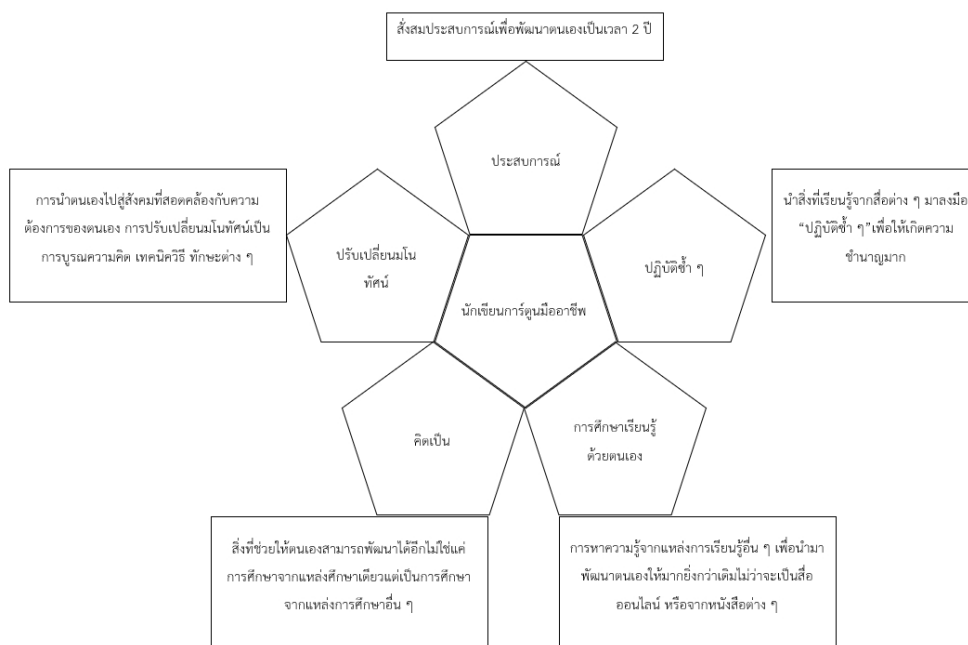 สั่งสมประสบการณ์เพื่อพัฒนาตนเองเป็นเวลา 2 ปี
ประสบการณ์
การนำตนเองไปสู่สังคมที่สอดคล้องกับความ
ต้องการของตนเอง การปรับเปลี่ยนมโนทัศน์เป็น
การบูรณความคิด เทคนิควิธี ทักษะต่าง ๆ
ปรับเปลี่ยนมโน
ทัศน์
นักเขียนการ์ตูนมืออาชีพ
ปฏิบัติซ้ำ ๆ
นำสิ่งที่เรียนรู้จากสื่อต่าง ๆ มาลงมือ
“ปฏิบัติซ้ำ ๆ”เพื่อให้เกิดความ
ชำนาญมาก
คิดเป็น
การศึกษาเรียนรู้
ด้วยตนเอง
สิ่งที่ช่วยให้ตนเองสามารถพัฒนาได้อีกไม่ใช่แค่
การศึกษาจากแหล่งศึกษาเดียวแต่เป็นการศึกษา
จากแหล่งการศึกษาอื่น ๆ
การหาความรู้จากแหล่งการเรียนรู้อื่น ๆ เพื่อนำมา
พัฒนาตนเองให้มากยิ่งกว่าเดิมไม่ว่าจะเป็นสื่อ
ออนไลน์ หรือจากหนังสือต่าง ๆ